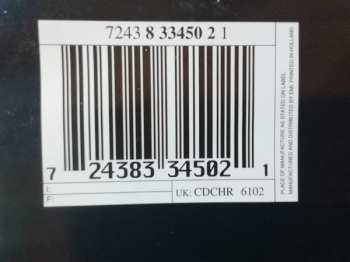 7243 8 33450 2 1
7 24383 34502 1
I:
F:
UK: CDCHR 6102
PLACE OF MANUFACTURE AS STATED ON LABEL
MANUFACTURED AND DISTRIBUTED BY EMI. PRINTED IN HOLLAND